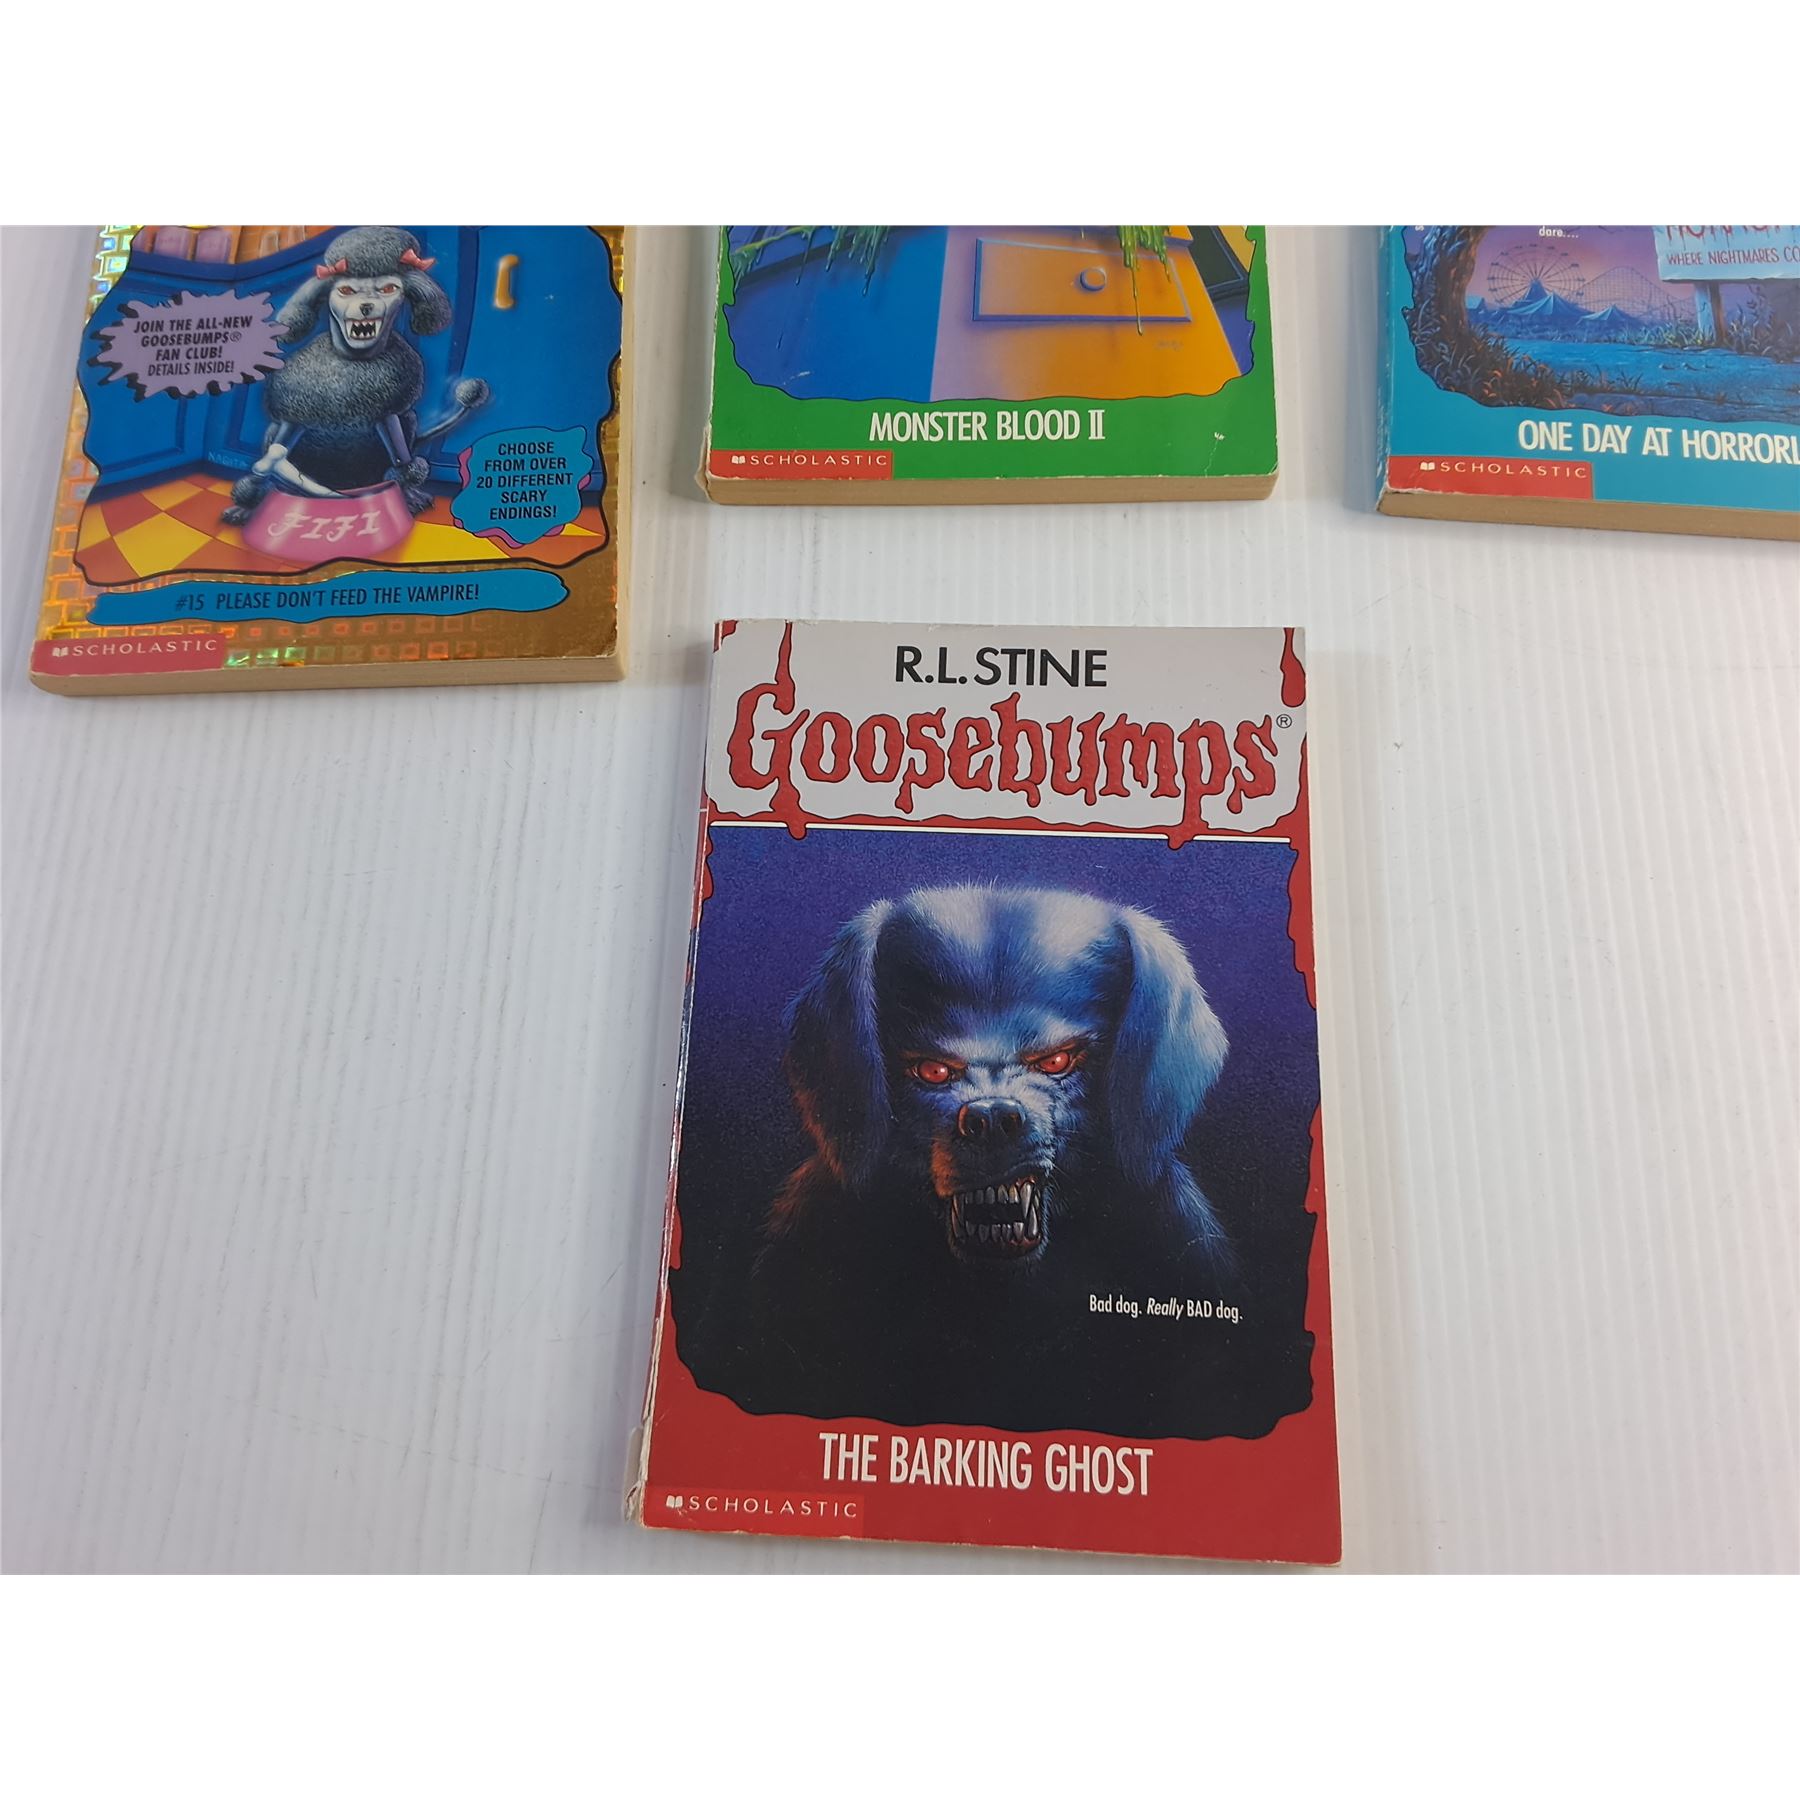 JOIN THE ALL-NEW
GOOSEBUMPS®
FAN CLUB!
DETAILS INSIDE!
NAGATA
CHOOSE
FROM OVER
20 DIFFERENT
SCARY
ENDINGS!
FIFI
#15 PLEASE DON'T FEED THE VAMPIRE!
SCHOLASTIC
MONSTER BLOOD II
SCHOLASTIC
dare....
WHERE NIGHTMARES
ONE DAY AT
SCHOLASTIC
R.L. STINE
Goosebumps®
Bad dog. Really BAD dog.
THE BARKING GHOST
SCHOLASTIC